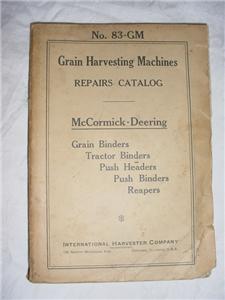 No. 83-GM
Grain Harvesting Machines
REPAIRS CATALOG
McCormick-Deering
Grain Binders
Tractor Binders
Push Headers
Push Binders
Reapers
INTERNATIONAL HARVESTER COMPANY